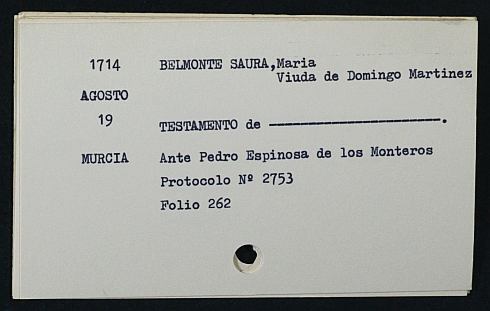 1714 BELMONTE SAURA,Maria
Viuda de Domingo Martinez
AGOSTO
19 TESTAMENTO de ————————————.
MURCIA Ante Pedro Espinosa de los Monteros
Protocolo Nº 2753
Folio 262